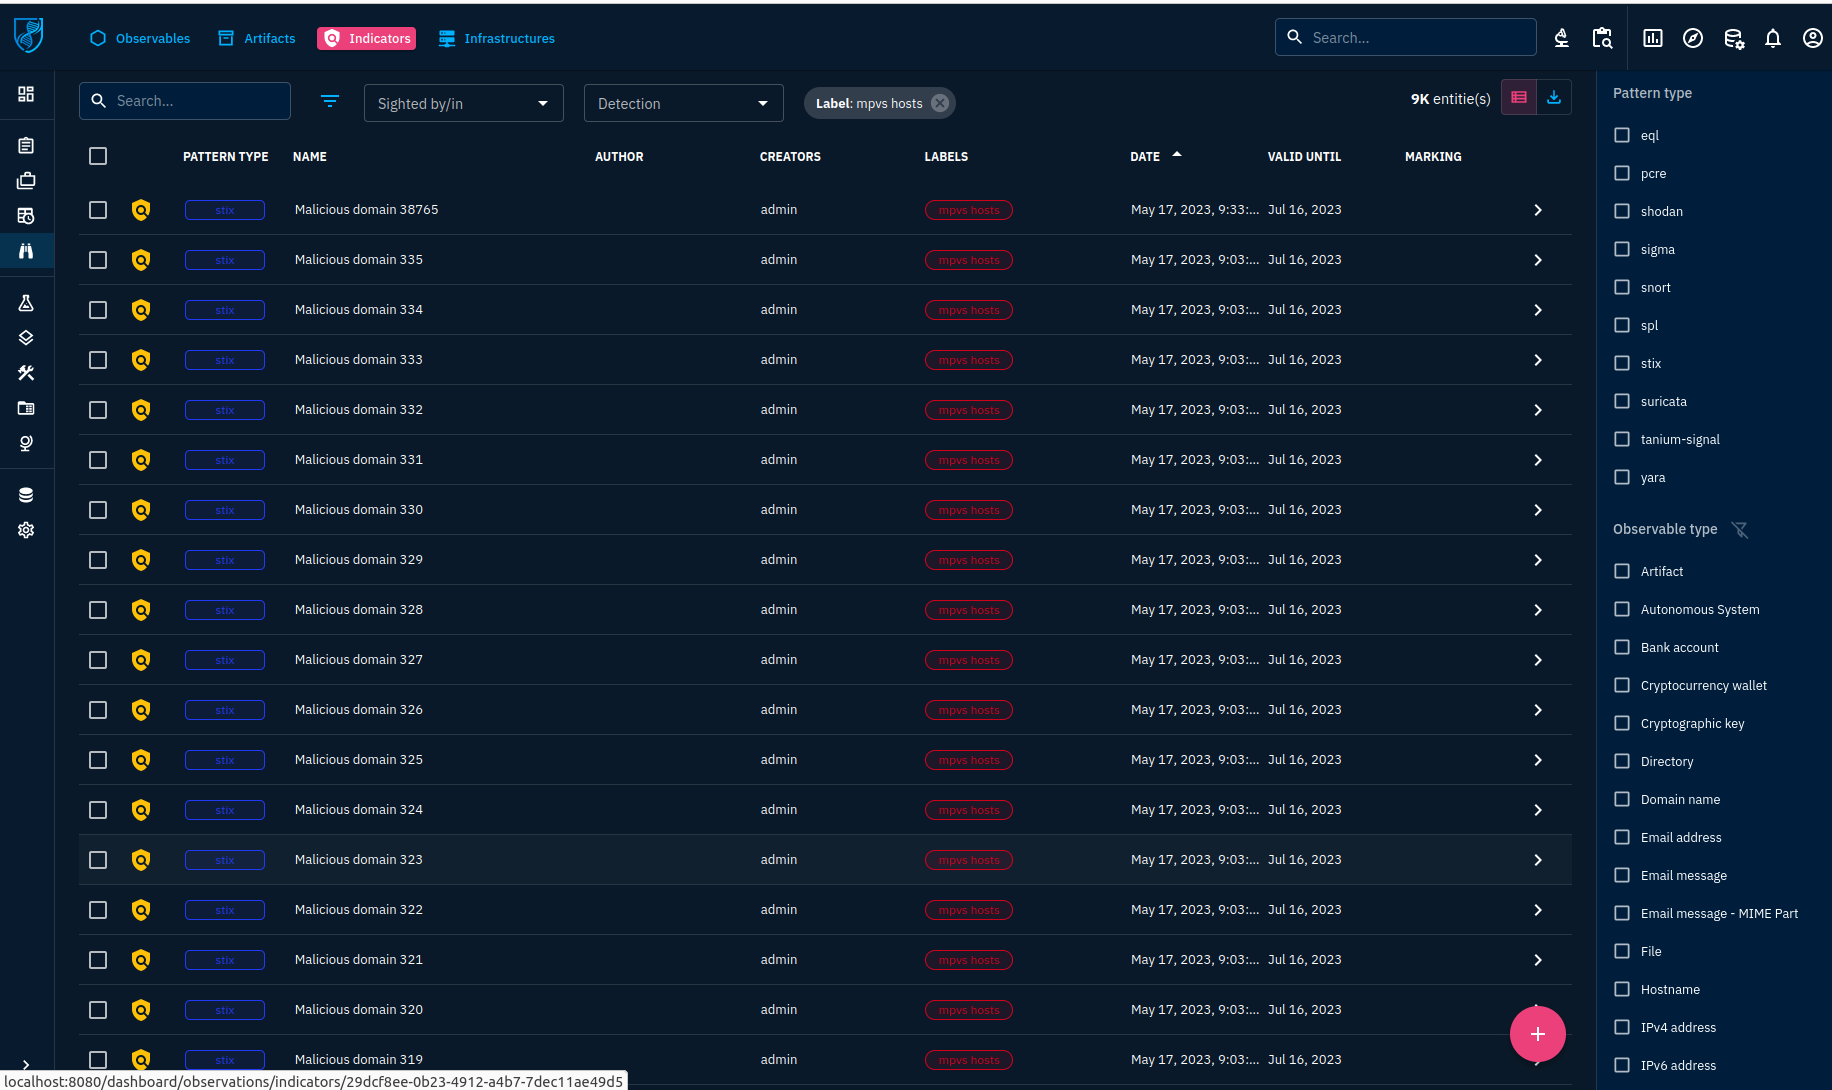 Observables Artifacts Indicators Infrastructures Search...
Search... Sighted by/in Detection Label: mpvs hosts 9K entitie(s)
PATTERN TYPE NAME AUTHOR CREATORS LABELS DATE VALID UNTIL MARKING
stix Malicious domain 38765 admin mpvs hosts May 17, 2023, 9:33:... Jul 16, 2023
stix Malicious domain 335 admin mpvs hosts May 17, 2023, 9:03:... Jul 16, 2023
stix Malicious domain 334 admin mpvs hosts May 17, 2023, 9:03:... Jul 16, 2023
stix Malicious domain 333 admin mpvs hosts May 17, 2023, 9:03:... Jul 16, 2023
stix Malicious domain 332 admin mpvs hosts May 17, 2023, 9:03:... Jul 16, 2023
stix Malicious domain 331 admin mpvs hosts May 17, 2023, 9:03:... Jul 16, 2023
stix Malicious domain 330 admin mpvs hosts May 17, 2023, 9:03:... Jul 16, 2023
stix Malicious domain 329 admin mpvs hosts May 17, 2023, 9:03:... Jul 16, 2023
stix Malicious domain 328 admin mpvs hosts May 17, 2023, 9:03:... Jul 16, 2023
stix Malicious domain 327 admin mpvs hosts May 17, 2023, 9:03:... Jul 16, 2023
stix Malicious domain 326 admin mpvs hosts May 17, 2023, 9:03:... Jul 16, 2023
stix Malicious domain 325 admin mpvs hosts May 17, 2023, 9:03:... Jul 16, 2023
stix Malicious domain 324 admin mpvs hosts May 17, 2023, 9:03:... Jul 16, 2023
stix Malicious domain 323 admin mpvs hosts May 17, 2023, 9:03:... Jul 16, 2023
stix Malicious domain 322 admin mpvs hosts May 17, 2023, 9:03:... Jul 16, 2023
stix Malicious domain 321 admin mpvs hosts May 17, 2023, 9:03:... Jul 16, 2023
stix Malicious domain 320 admin mpvs hosts May 17, 2023, 9:03:... Jul 16, 2023
stix Malicious domain 319 admin mpvs hosts May 17, 2023, 9:03:... Jul 16, 2023
localhost:8080/dashboard/observations/indicators/29dcf8ee-0b23-4912-a4b7-7dec11ae49d5
Pattern type
eql
pcre
shodan
sigma
snort
spl
stix
suricata
tanium-signal
yara
Observable type
Artifact
Autonomous System
Bank account
Cryptocurrency wallet
Cryptographic key
Directory
Domain name
Email address
Email message
Email message - MIME Part
File
Hostname
IPv4 address
IPv6 address